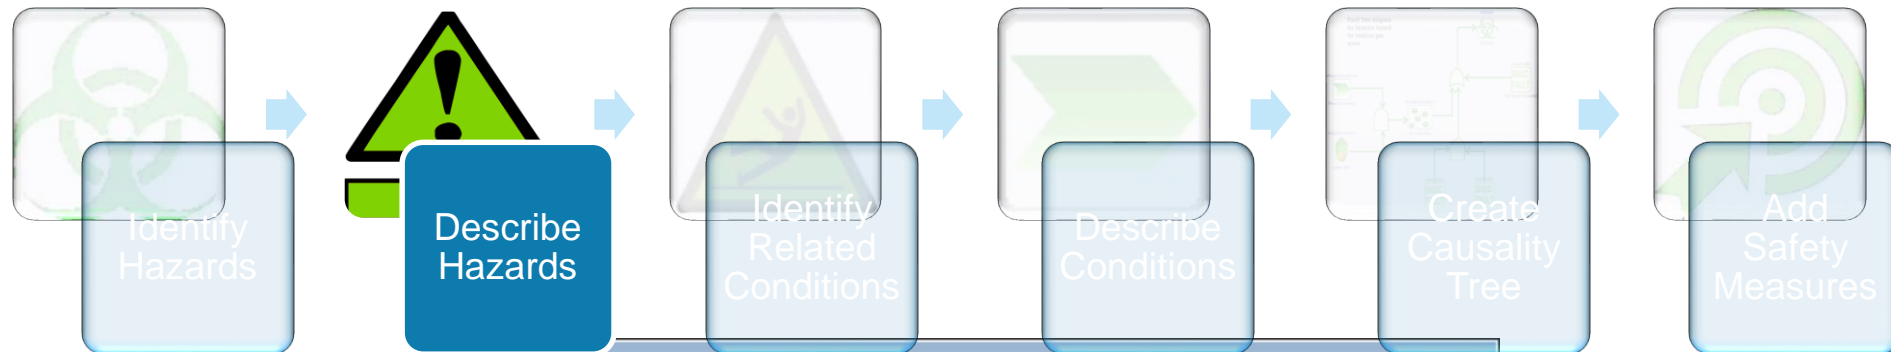 Identify
Hazards
Describe
Hazards
Identify
Related
Conditions
Describe
Conditions
Create
Causality
Tree
Add
Safety
Measures